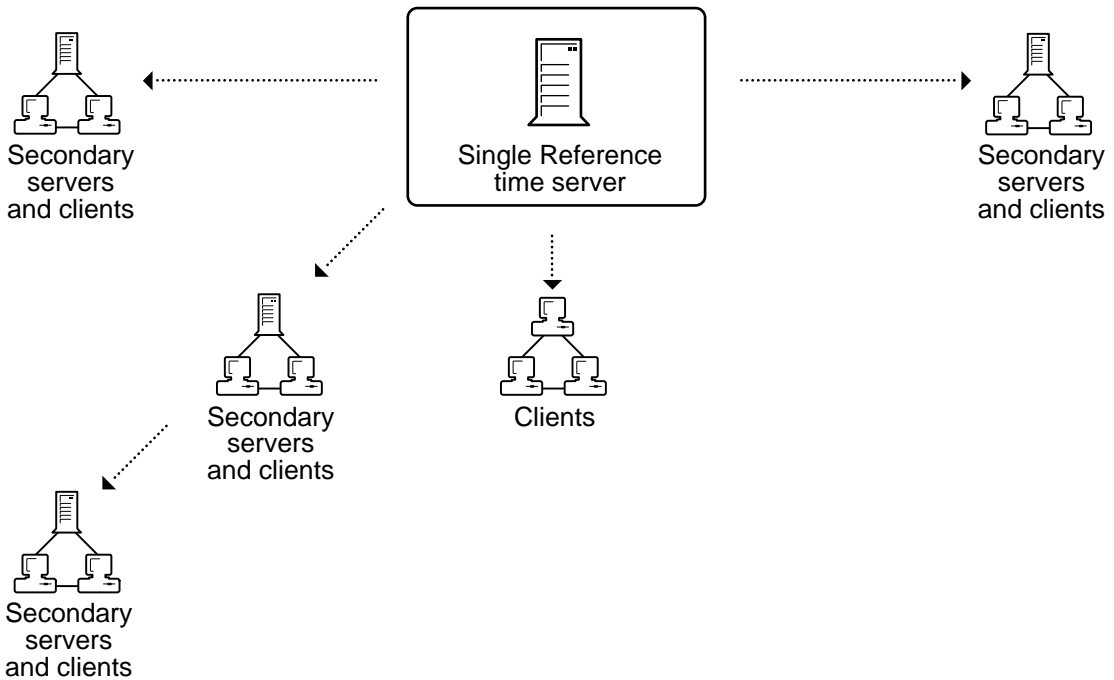 Single Reference
time server
Secondary
servers
and clients
Secondary
servers
and clients
Secondary
servers
and clients
Clients
Secondary
servers
and clients